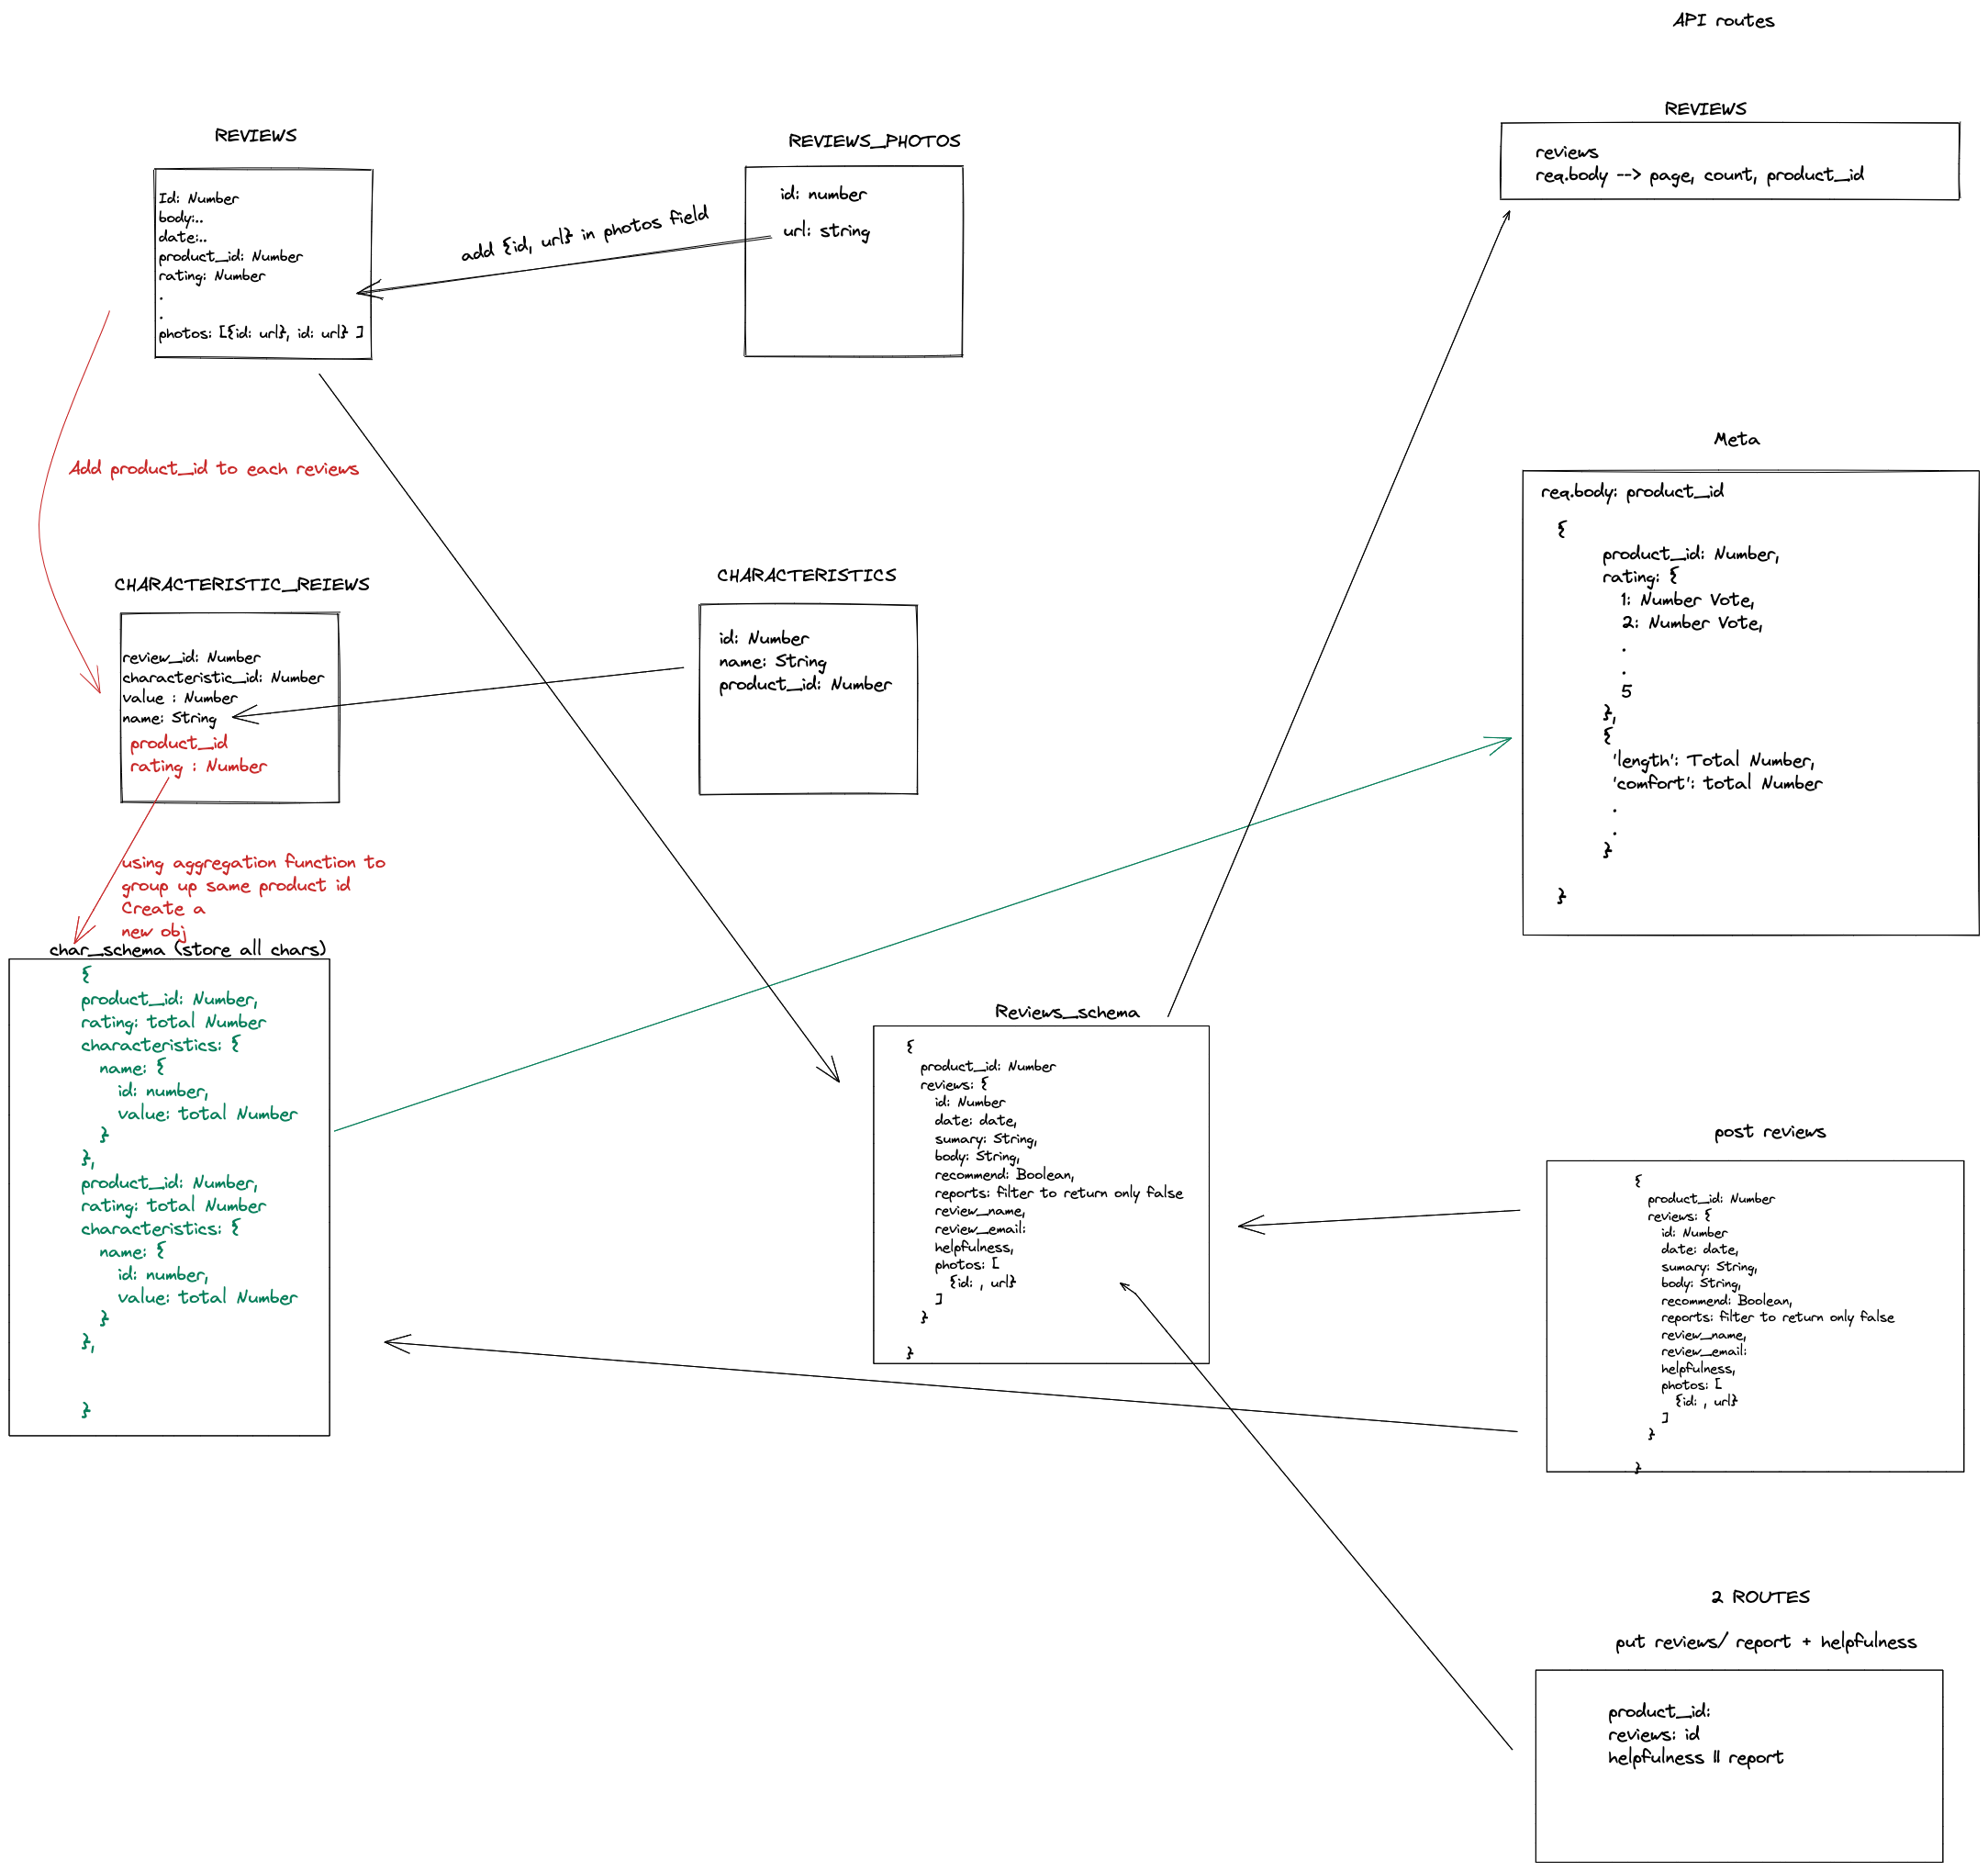 API routes
REVIEWS
Id: Number
body:..
date:..
product_id: Number
rating: Number
.
.
photos: [{id: url}, id: url} ]
add {id, url} in photos field
REVIEWS_PHOTOS
id: number
url: string
REVIEWS
reviews
req.body --> page, count, product_id
Add product_id to each reviews
CHARACTERISTIC_REIEWS
review_id: Number
characteristic_id: Number
value : Number
name: String
product_id
rating : Number
CHARACTERISTICS
id: Number
name: String
product_id: Number
Meta
req.body: product_id
{
product_id: Number,
rating: {
1: Number Vote,
2: Number Vote,
.
.
5
},
{
'length': Total Number,
'comfort': total Number
.
.
}
}
using aggregation function to
group up same product id
Create a
new obj
char_schema (store all chars)
{
product_id: Number,
rating: total Number
characteristics: {
name: {
id: number,
value: total Number
}
},
product_id: Number,
rating: total Number
characteristics: {
name: {
id: number,
value: total Number
}
},
}
Reviews_schema
{
product_id: Number
reviews: {
id: Number
date: date,
sumary: String,
body: String,
recommend: Boolean,
reports: filter to return only false
review_name,
review_email:
helpfulness,
photos: [
{id: , url}
]
}
}
post reviews
{
product_id: Number
reviews: {
id: Number
date: date,
sumary: String,
body: String,
recommend: Boolean,
reports: filter to return only false
review_name,
review_email:
helpfulness,
photos: [
{id: , url}
]
}
}
2 ROUTES
put reviews/ report + helpfulness
product_id:
reviews: id
helpfulness || report